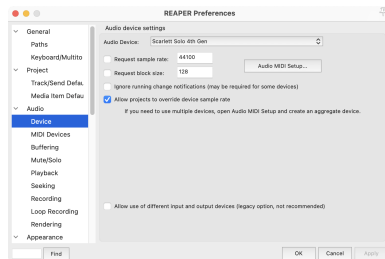 REAPER Preferences
General
Paths
Keyboard/Multito
Project
Track/Send Defau
Media Item Defau
Audio
Device
MIDI Devices
Buffering
Mute/Solo
Playback
Seeking
Recording
Loop Recording
Rendering
Appearance
Find
Audio device settings
Audio Device: Scarlett Solo 4th Gen
Request sample rate: 44100
Request block size: 128
Audio MIDI Setup...
Ignore running change notifications (may be required for some devices)
Allow projects to override device sample rate
If you need to use multiple devices, open Audio MIDI Setup and create an aggregate device.
Allow use of different input and output devices (legacy option, not recommended)
OK Cancel Apply